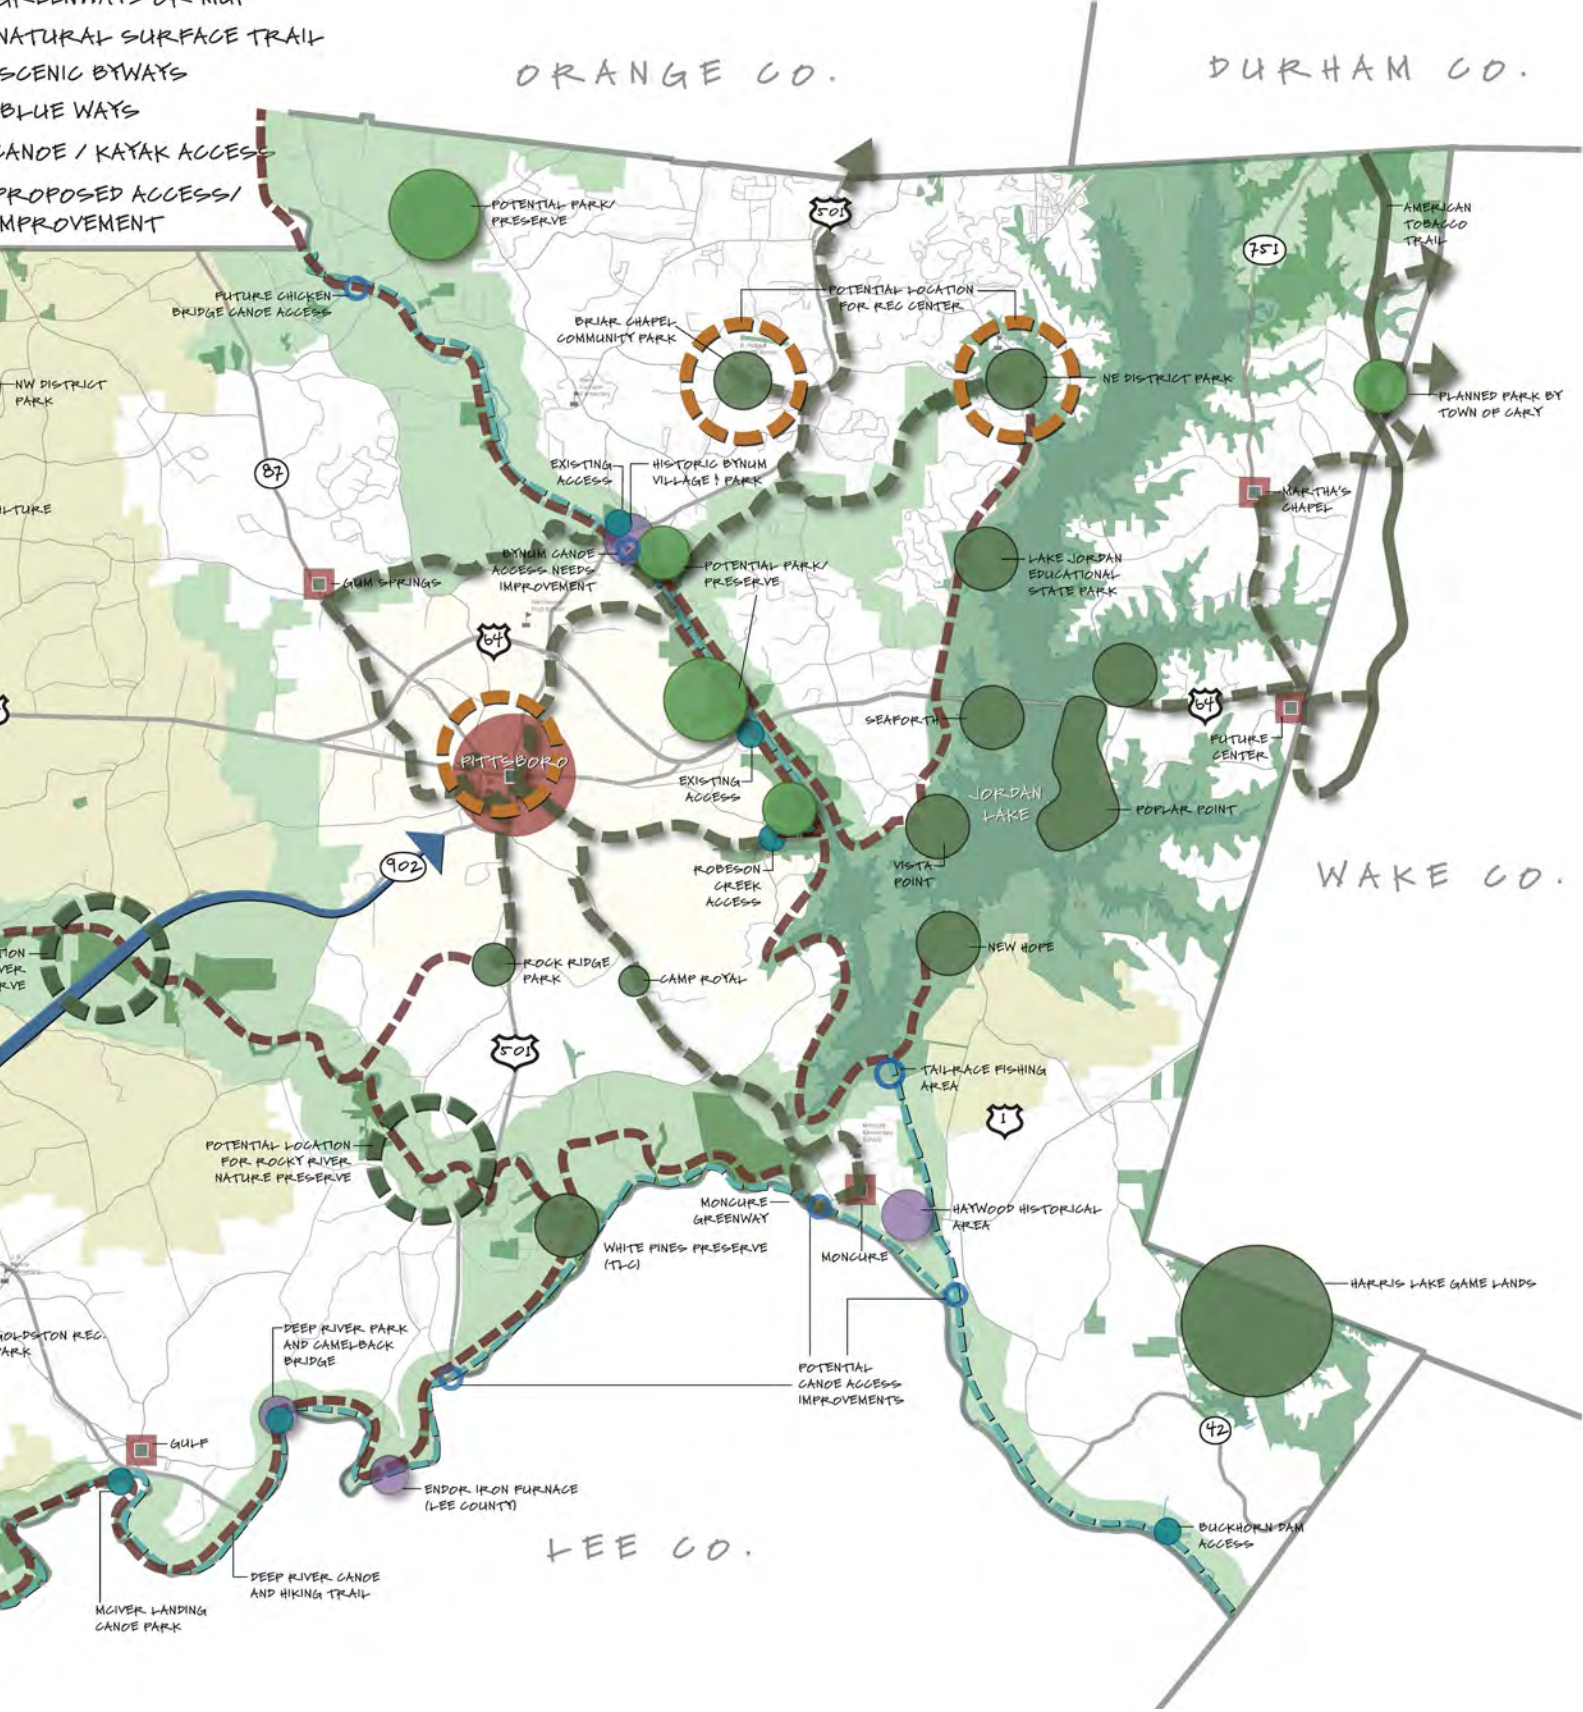 GREENWAYS OR MUP
NATURAL SURFACE TRAIL
SCENIC BYWAYS
BLUE WAYS
CANOE / KAYAK ACCESS
PROPOSED ACCESS/
IMPROVEMENT
ORANGE CO.
DURHAM CO.
POTENTIAL PARK/
PRESERVE
501
AMERICAN
TOBACCO
TRAIL
751
FUTURE CHICKEN
BRIDGE CANOE ACCESS
POTENTIAL LOCATION
FOR REC CENTER
BRIAR CHAPEL
COMMUNITY PARK
NW DISTRICT
PARK
NE DISTRICT PARK
PLANNED PARK BY
TOWN OF CARY
87
EXISTING
ACCESS
HISTORIC BYNUM
VILLAGE & PARK
MARTHA'S
CHAPEL
BYNUM CANOE
ACCESS NEEDS
IMPROVEMENT
GUM SPRINGS
POTENTIAL PARK/
PRESERVE
LAKE JORDAN
EDUCATIONAL
STATE PARK
64
SEAFORTH
64
FUTURE
CENTER
PITTSBORO
EXISTING
ACCESS
JORDAN
LAKE
POPLAR POINT
902
ROBESON
CREEK
ACCESS
VISTA
POINT
WAKE CO.
NEW HOPE
ROCK RIDGE
PARK
CAMP ROYAL
501
TAILRACE FISHING
AREA
1
POTENTIAL LOCATION
FOR ROCKY RIVER
NATURE PRESERVE
MONCURE
GREENWAY
HAYWOOD HISTORICAL
AREA
WHITE PINES PRESERVE
(TLC)
MONCURE
HARRIS LAKE GAME LANDS
GOLDSTON REC.
PARK
DEEP RIVER PARK
AND CAMELBACK
BRIDGE
POTENTIAL
CANOE ACCESS
IMPROVEMENTS
42
GULF
ENDOR IRON FURNACE
(LEE COUNTY)
BUCKHORN DAM
ACCESS
LEE CO.
DEEP RIVER CANOE
AND HIKING TRAIL
MCIVER LANDING
CANOE PARK